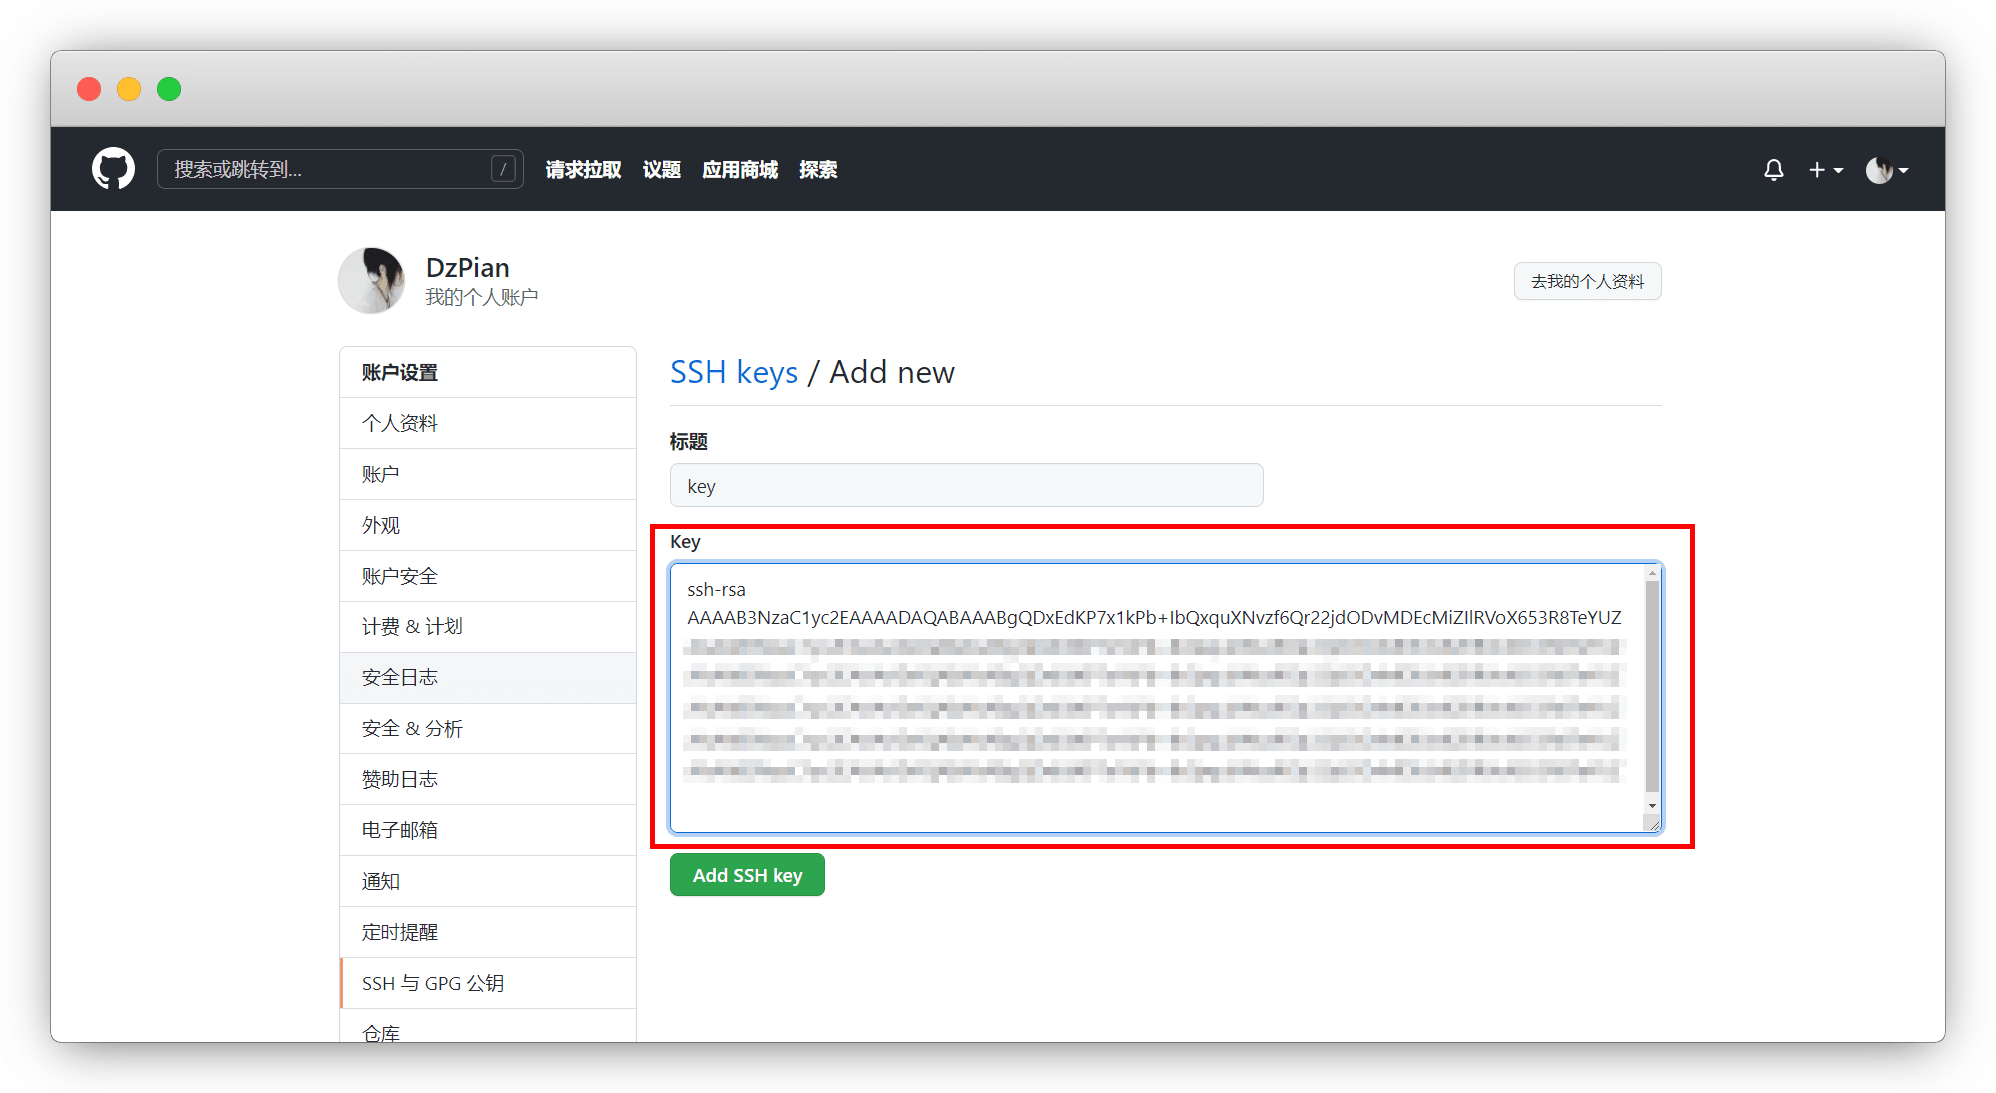 搜索或跳转到... / 请求拉取 议题 应用商城 探索
DzPian
我的个人账户
去我的个人资料
账户设置
个人资料
账户
外观
账户安全
计费 & 计划
安全日志
安全 & 分析
赞助日志
电子邮箱
通知
定时提醒
SSH 与 GPG 公钥
仓库
SSH keys / Add new
标题
key
Key
ssh-rsa
AAAAB3NzaC1yc2EAAAADAQABAAABgQDxEdKP7x1kPb+IbQxquXNvzf6Qr22jdODvMDEcMiZIlRVoX653R8TeYUZ
Add SSH key